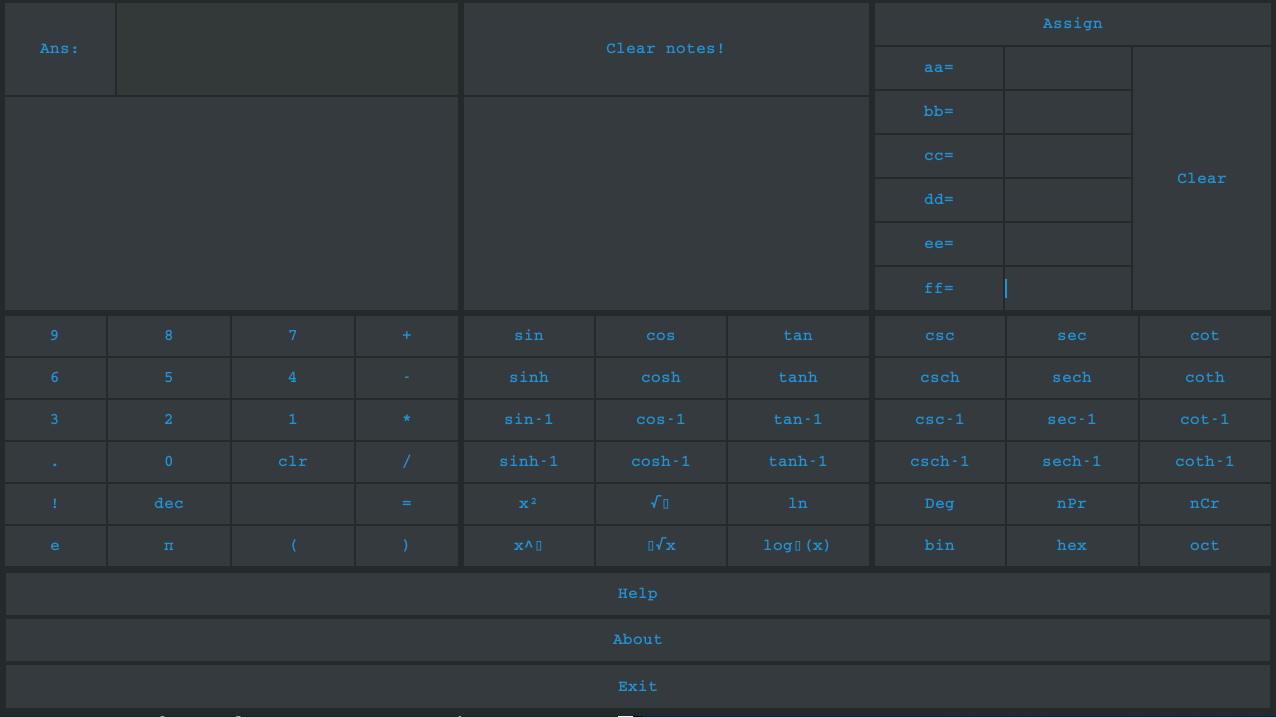 Ans:
Clear notes!
Assign
aa=
bb=
cc=
dd=
ee=
ff=
Clear
9 8 7 +
6 5 4 -
3 2 1 *
. 0 clr /
! dec =
e π ( )
sin cos tan
sinh cosh tanh
sin-1 cos-1 tan-1
sinh-1 cosh-1 tanh-1
x² √▯ ln
x^▯ ▯√x log▯(x)
csc sec cot
csch sech coth
csc-1 sec-1 cot-1
csch-1 sech-1 coth-1
Deg nPr nCr
bin hex oct
Help
About
Exit